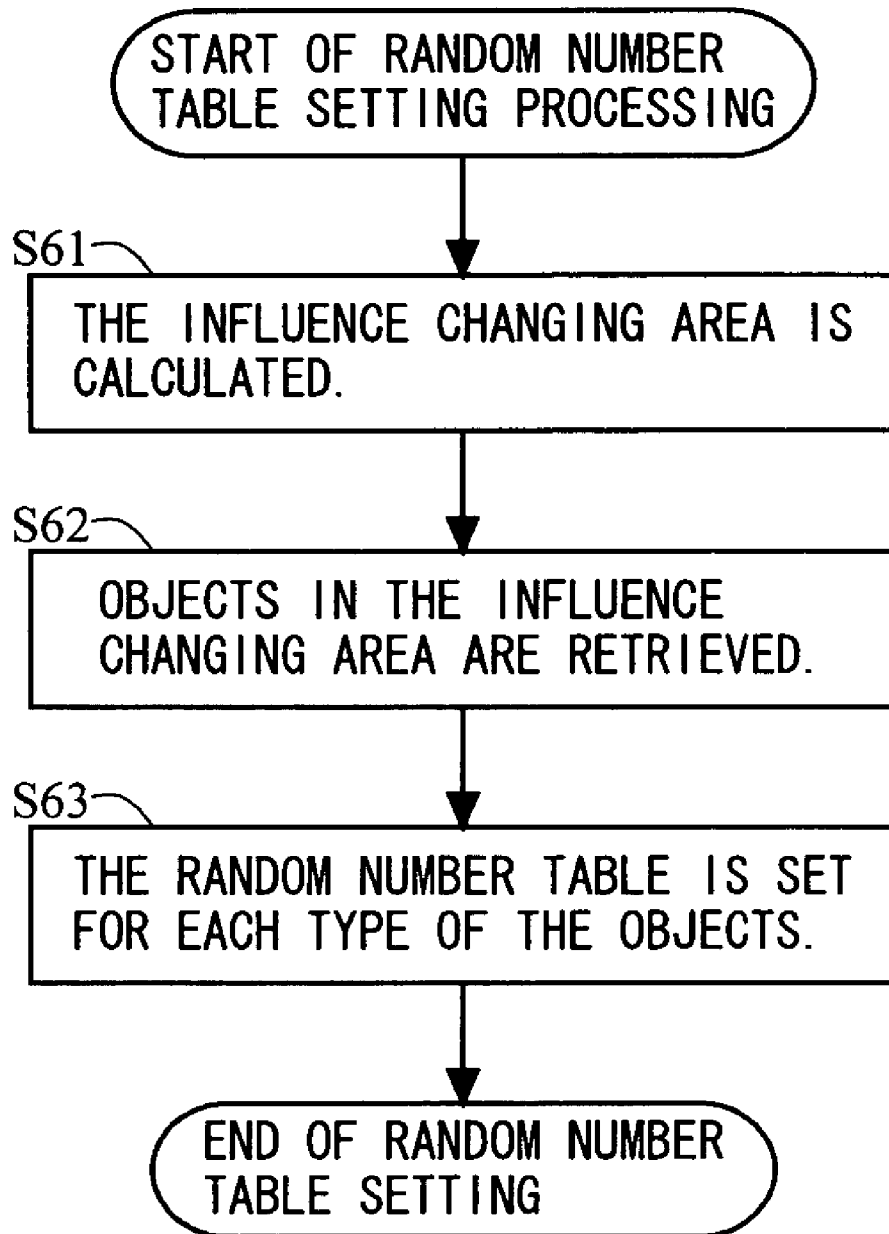 START OF RANDOM NUMBER
TABLE SETTING PROCESSING
S61
THE INFLUENCE CHANGING AREA IS
CALCULATED.
S62
OBJECTS IN THE INFLUENCE
CHANGING AREA ARE RETRIEVED.
S63
THE RANDOM NUMBER TABLE IS SET
FOR EACH TYPE OF THE OBJECTS.
END OF RANDOM NUMBER
TABLE SETTING